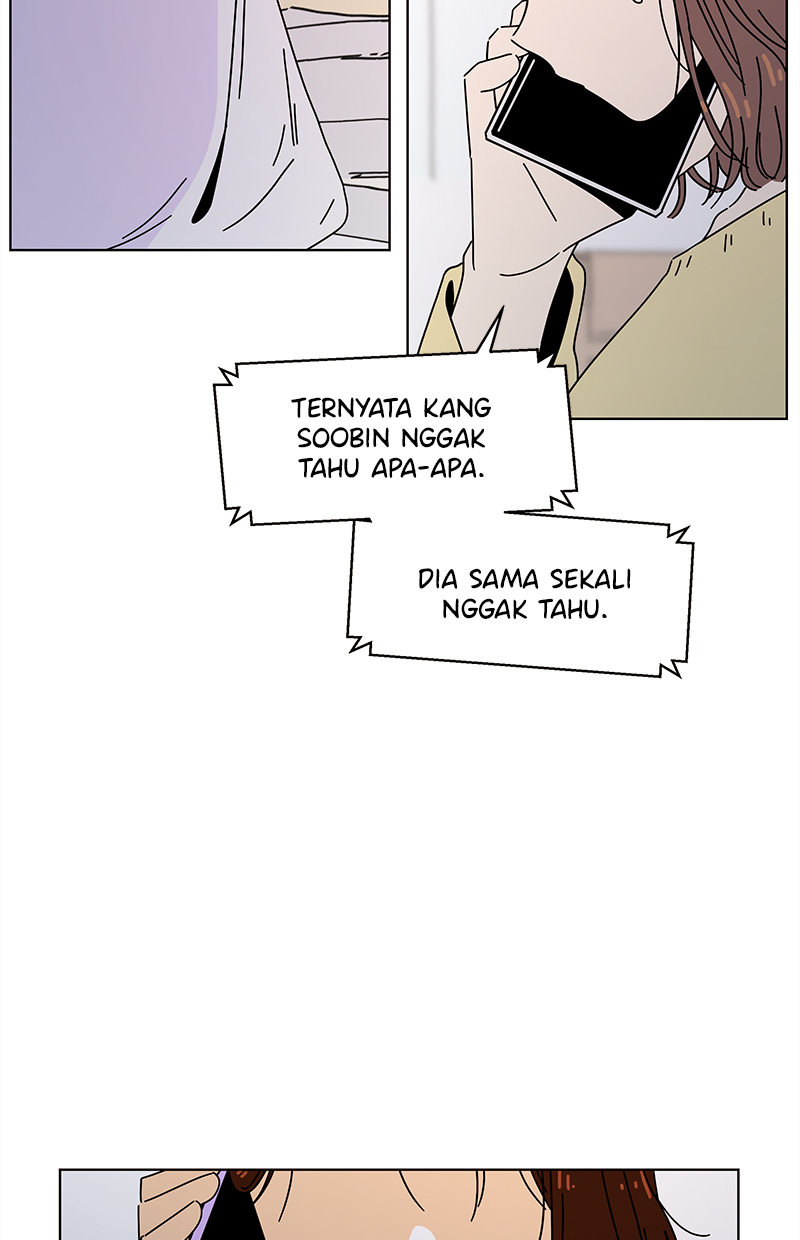 TERNYATA KANG
SOOBIN NGGAK
TAHU APA-APA.
DIA SAMA SEKALI
NGGAK TAHU.